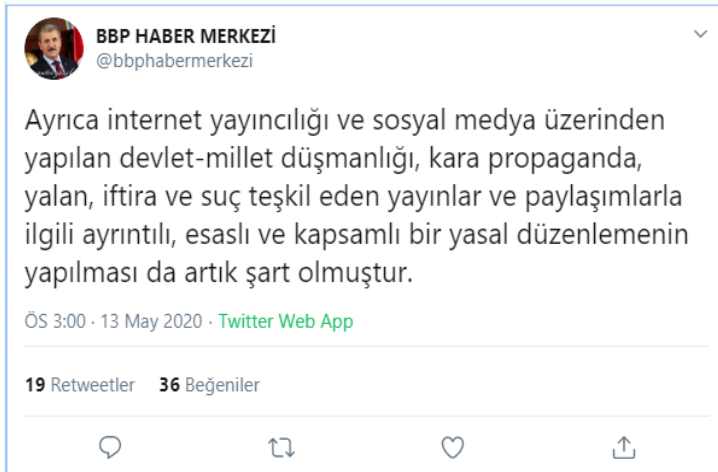 BBP HABER MERKEZİ
@bbphabermerkezi
Ayrıca internet yayıncılığı ve sosyal medya üzerinden
yapılan devlet-millet düşmanlığı, kara propaganda,
yalan, iftira ve suç teşkil eden yayınlar ve paylaşımlarla
ilgili ayrıntılı, esaslı ve kapsamlı bir yasal düzenlemenin
yapılması da artık şart olmuştur.
ÖS 3:00 · 13 May 2020 · Twitter Web App
19 Retweetler 36 Beğeniler